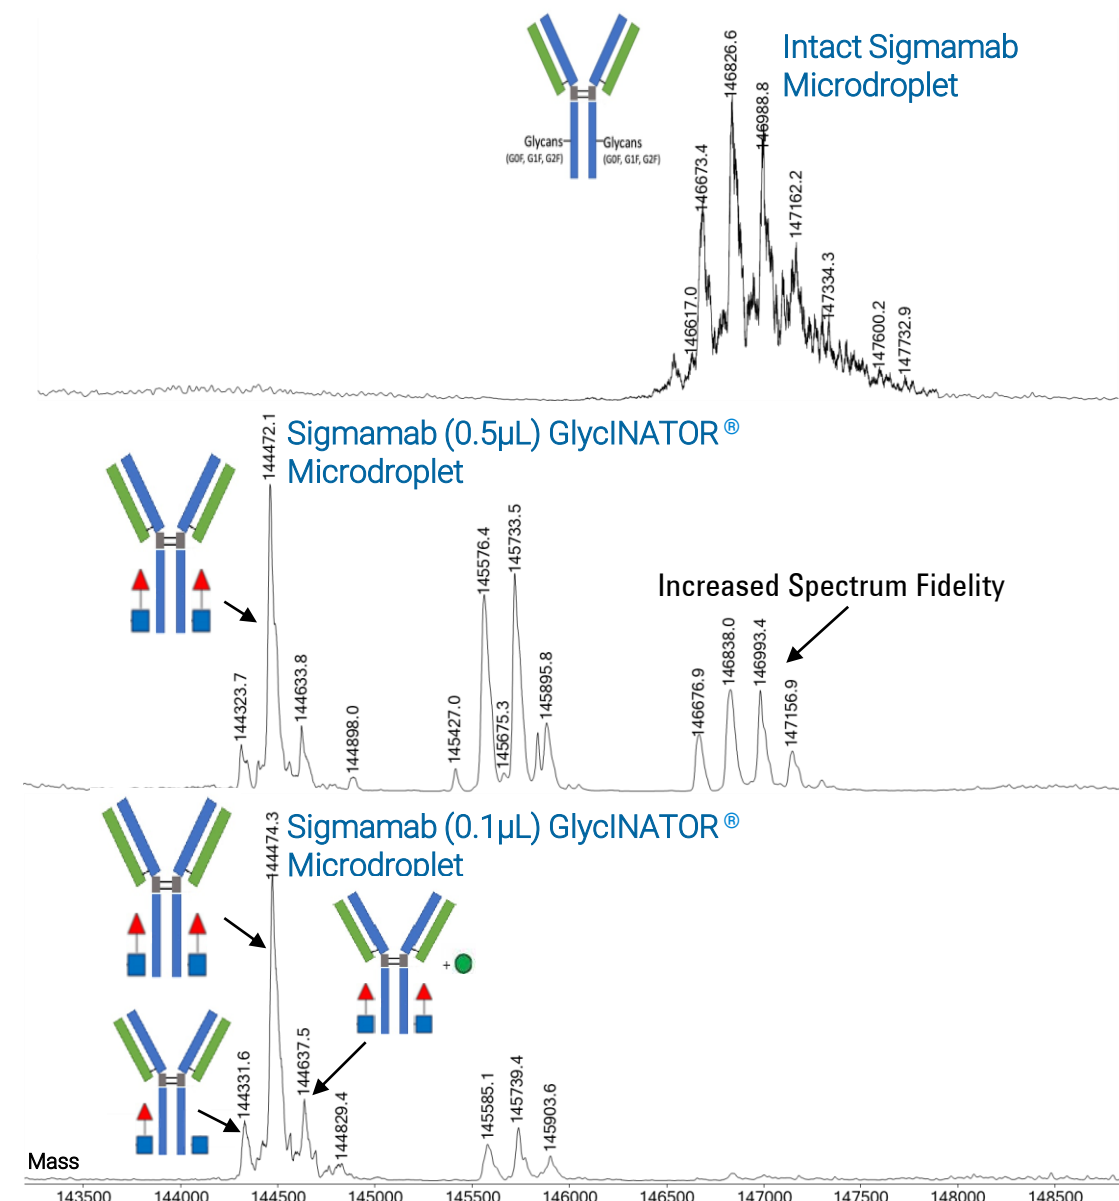 Intact Sigmamab
Microdroplet
Glycans
(G0F, G1F, G2F)
Glycans
(G0F, G1F, G2F)
146617.0
146673.4
146826.6
146988.8
147162.2
147334.3
147600.2
147732.9
Sigmamab (0.5µL) GlycINATOR ®
Microdroplet
Increased Spectrum Fidelity
144323.7
144472.1
144633.8
144898.0
145427.0
145576.4
145675.3
145733.5
145895.8
146676.9
146838.0
146993.4
147156.9
Sigmamab (0.1µL) GlycINATOR ®
Microdroplet
+
144331.6
144474.3
144637.5
144829.4
145585.1
145739.4
145903.6
Mass
143500 144000 144500 145000 145500 146000 146500 147000 147500 148000 148500